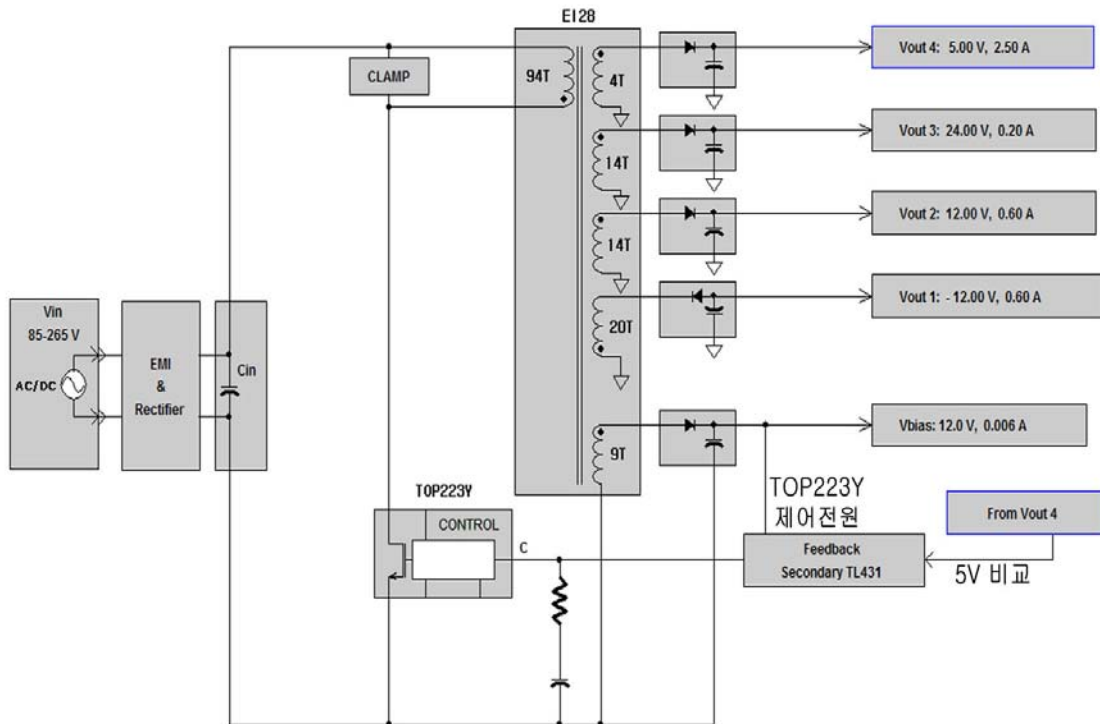 EI28
94T
4T
14T
14T
20T
9T
CLAMP
Vout 4: 5.00 V, 2.50 A
Vout 3: 24.00 V, 0.20 A
Vout 2: 12.00 V, 0.60 A
Vout 1: - 12.00 V, 0.60 A
Vin
85-265 V
AC/DC
EMI
&
Rectifier
Cin
Vbias: 12.0 V, 0.006 A
TOP223Y
CONTROL
C
TOP223Y
제어전원
From Vout 4
Feedback
Secondary TL431
5V 비교